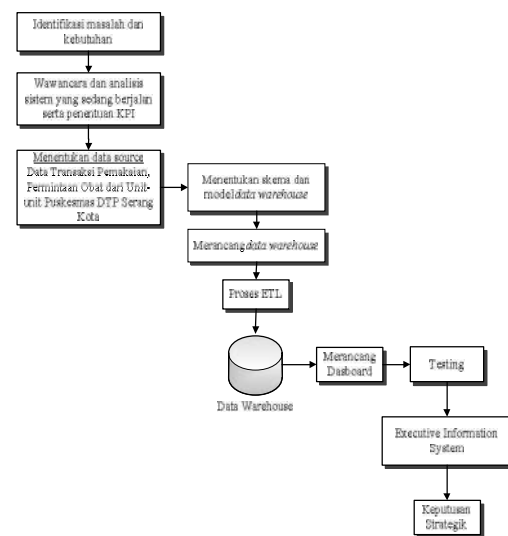 Identifikasi masalah dan
kebutuhan
Wawancara dan analisis
sistem yang sedang berjalan
serta penentuan KPI
Menentukan data source
Data Transaksi Pemakaian,
Permintaan Obat dari Unit-
unit Puskesmas DTP Serang
Kota
Menentukan skema dan
model data warehouse
Merancang data warehouse
Proses ETL
Data Warehouse
Merancang
Dasboard
Testing
Executive Information
System
Keputusan
Strategik